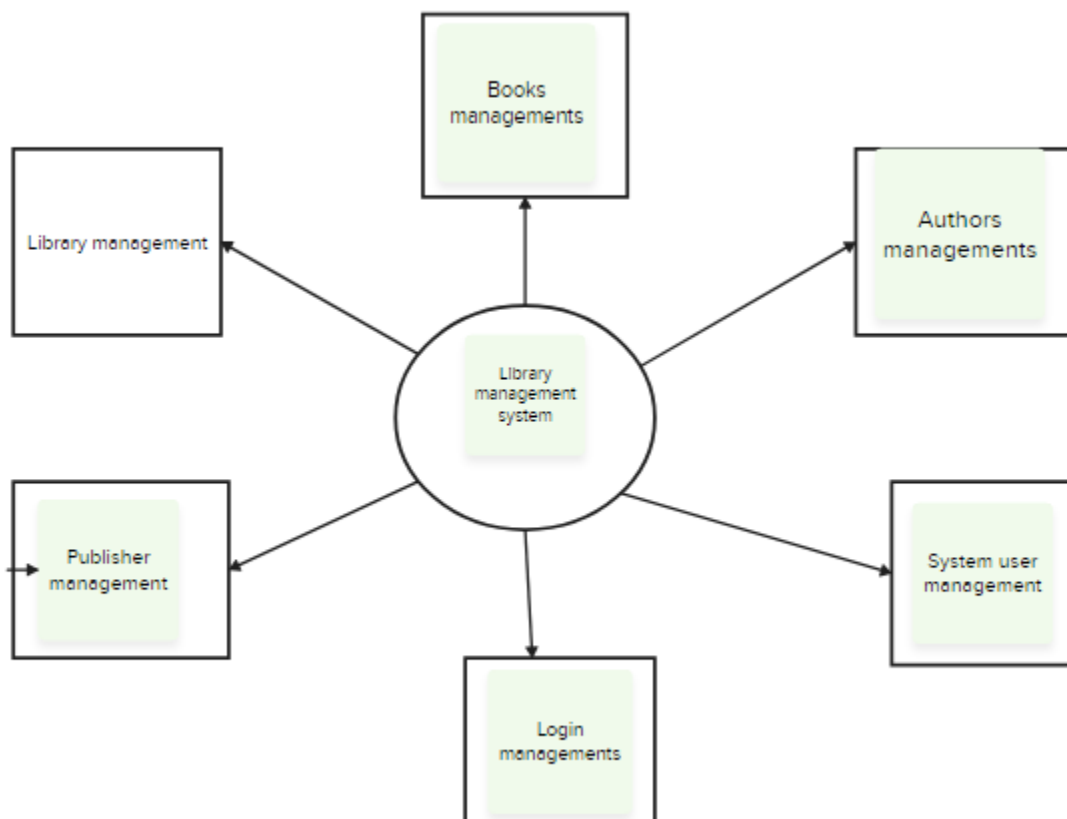 Books
managements
Library management
Authors
managements
Library
management
system
Publisher
management
System user
management
Login
managements